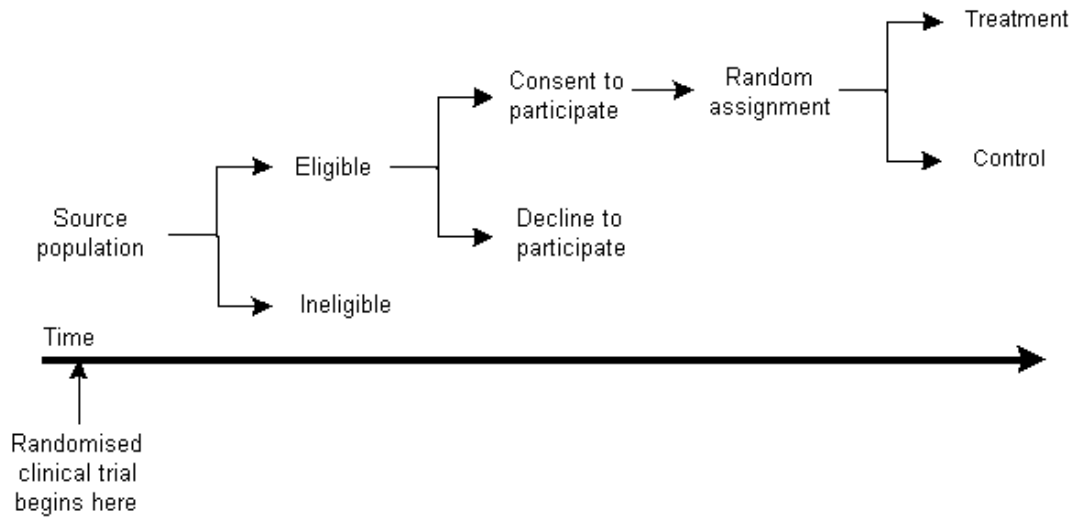 Treatment
Consent to
participate
Random
assignment
Control
Eligible
Decline to
participate
Source
population
Ineligible
Time
Randomised
clinical trial
begins here